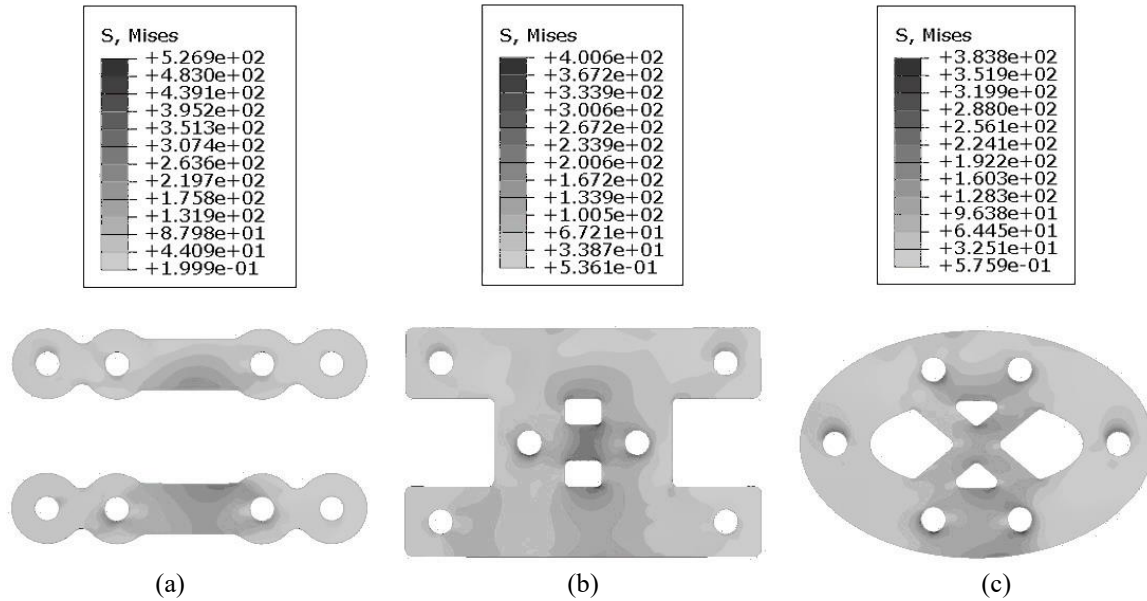 S, Mises
+5.269e+02
+4.830e+02
+4.391e+02
+3.952e+02
+3.513e+02
+3.074e+02
+2.636e+02
+2.197e+02
+1.758e+02
+1.319e+02
+8.798e+01
+4.409e+01
+1.999e-01
S, Mises
+4.006e+02
+3.672e+02
+3.339e+02
+3.006e+02
+2.672e+02
+2.339e+02
+2.006e+02
+1.672e+02
+1.339e+02
+1.005e+02
+6.721e+01
+3.387e+01
+5.361e-01
S, Mises
+3.838e+02
+3.519e+02
+3.199e+02
+2.880e+02
+2.561e+02
+2.241e+02
+1.922e+02
+1.603e+02
+1.283e+02
+9.638e+01
+6.445e+01
+3.251e+01
+5.759e-01
(a)
(b)
(c)